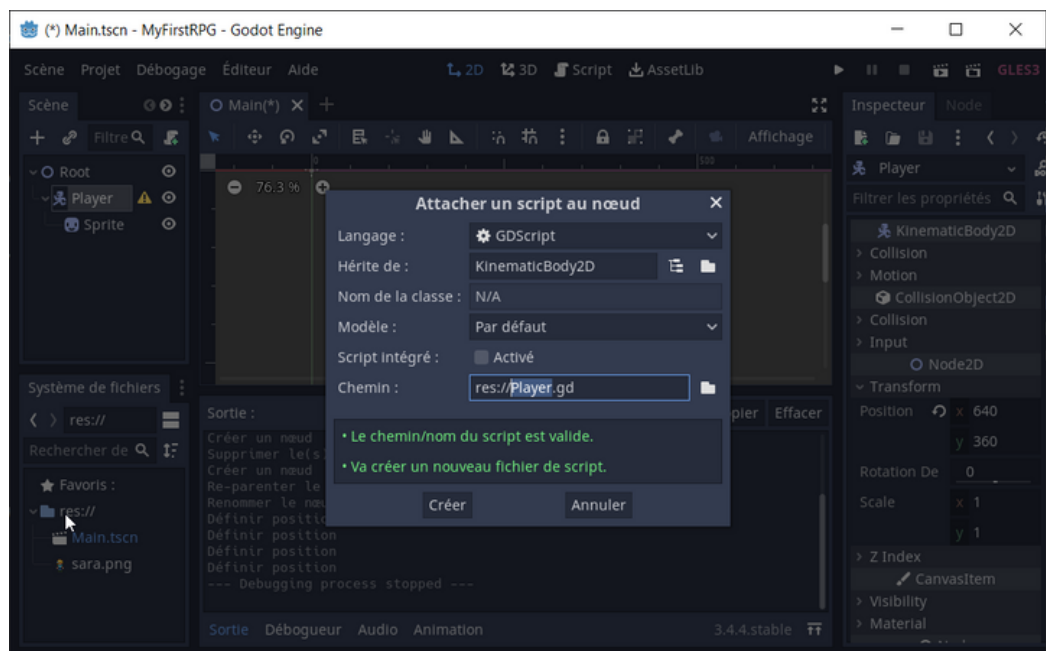 (*) Main.tscn - MyFirstRPG - Godot Engine
Scène Projet Débogage Éditeur Aide 2D 3D Script AssetLib GLES3
Scène Main(*) Inspecteur Node
Filtre Affichage
Root
Player
Sprite
0 500
76.3 %
Player
Filtrer les propriétés
KinematicBody2D
Collision
Motion
CollisionObject2D
Collision
Input
Node2D
Transform
Position x 640
y 360
Rotation De 0
Scale x 1
y 1
Z Index
CanvasItem
Visibility
Material
Attacher un script au nœud
Langage : GDScript
Hérite de : KinematicBody2D
Nom de la classe : N/A
Modèle : Par défaut
Script intégré : Activé
Chemin : res://Player.gd
• Le chemin/nom du script est valide.
• Va créer un nouveau fichier de script.
Créer Annuler
Système de fichiers
res://
Rechercher de
Favoris :
res://
Main.tscn
sara.png
Sortie : pier Effacer
Créer un nœud
Supprimer le(s
Créer un nœud
Re-parenter le
Renommer le nœu
Définir positio
Définir position
Définir position
Définir position
--- Debugging process stopped ---
Sortie Débogueur Audio Animation 3.4.4.stable